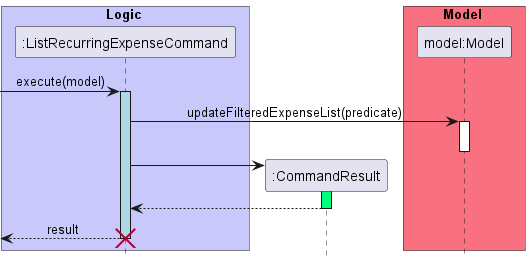 Logic
Model
:ListRecurringExpenseCommand
model:Model
execute(model)
updateFilteredExpenseList(predicate)
:CommandResult
result